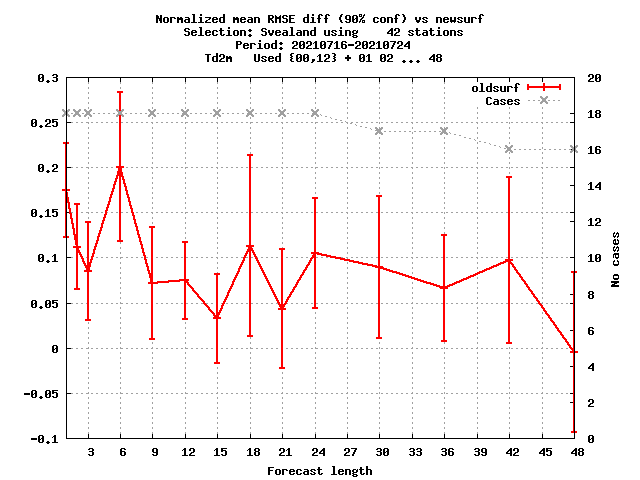 Normalized mean RMSE diff (90% conf) vs newsurf
Selection: Svealand using    42 stations
Period: 20210716-20210724
Td2m   Used {00,12} + 01 02 ... 48
oldsurf
Cases
0.3
0.25
0.2
0.15
0.1
0.05
0
-0.05
-0.1
20
18
16
14
12
10
8
6
4
2
0
No cases
3 6 9 12 15 18 21 24 27 30 33 36 39 42 45 48
Forecast length